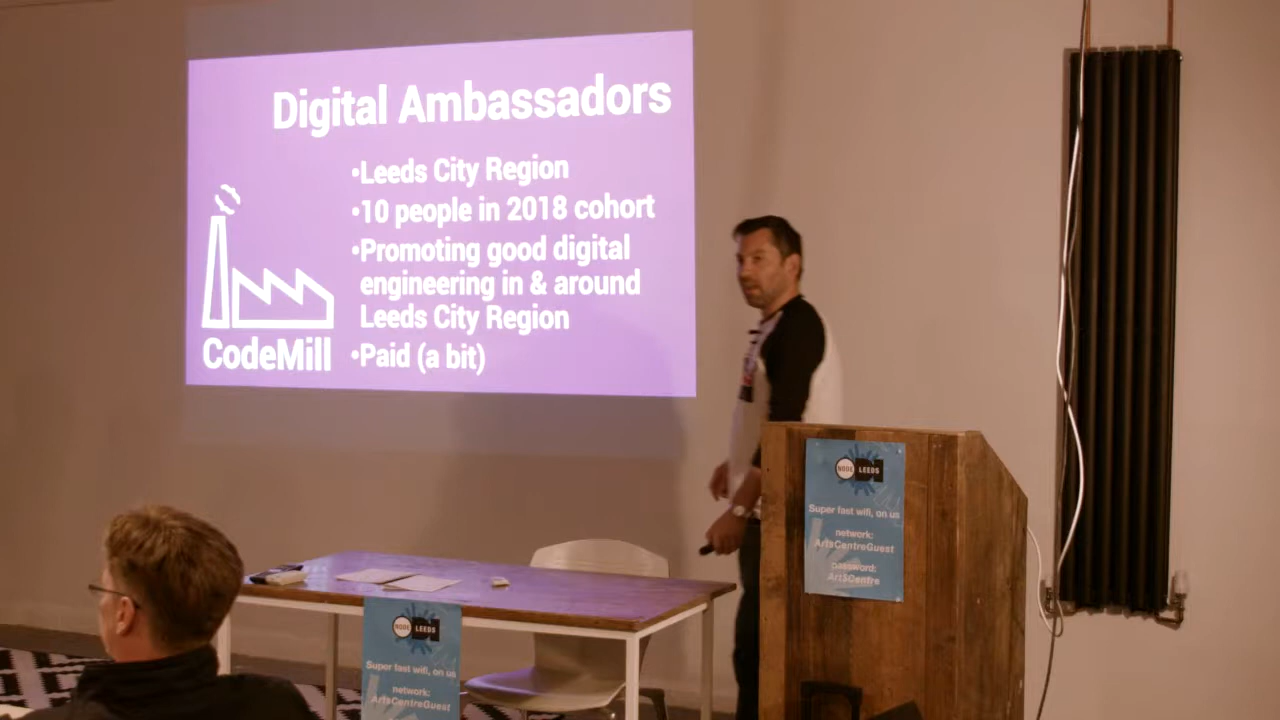 Digital Ambassadors
•Leeds City Region
•10 people in 2018 cohort
•Promoting good digital
engineering in & around
Leeds City Region
•Paid (a bit)
CodeMill
NODE LEEDS
Super fast wifi, on us
network:
ArtsCentreGuest
password:
ArtSCentre
NODE LEEDS
Super fast wifi, on us
network:
ArtsCentreGuest